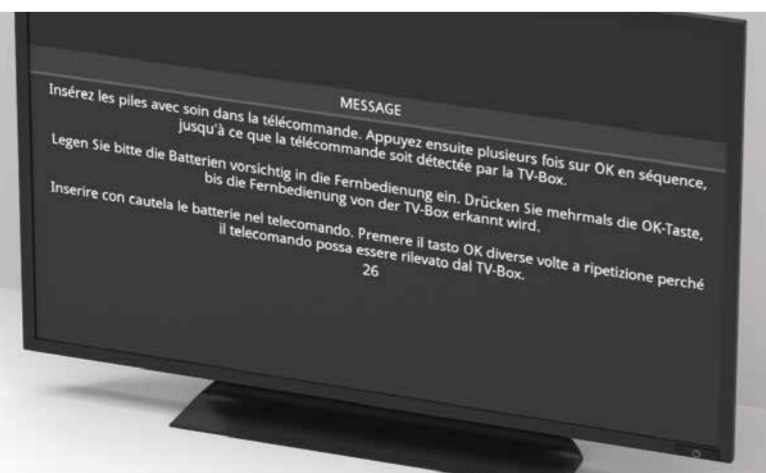 MESSAGE
Insérez les piles avec soin dans la télécommande. Appuyez ensuite plusieurs fois sur OK en séquence,
jusqu'à ce que la télécommande soit détectée par la TV-Box.
Legen Sie bitte die Batterien vorsichtig in die Fernbedienung ein. Drücken Sie mehrmals die OK-Taste,
bis die Fernbedienung von der TV-Box erkannt wird.
Inserire con cautela le batterie nel telecomando. Premere il tasto OK diverse volte a ripetizione perché
il telecomando possa essere rilevato dal TV-Box.
26